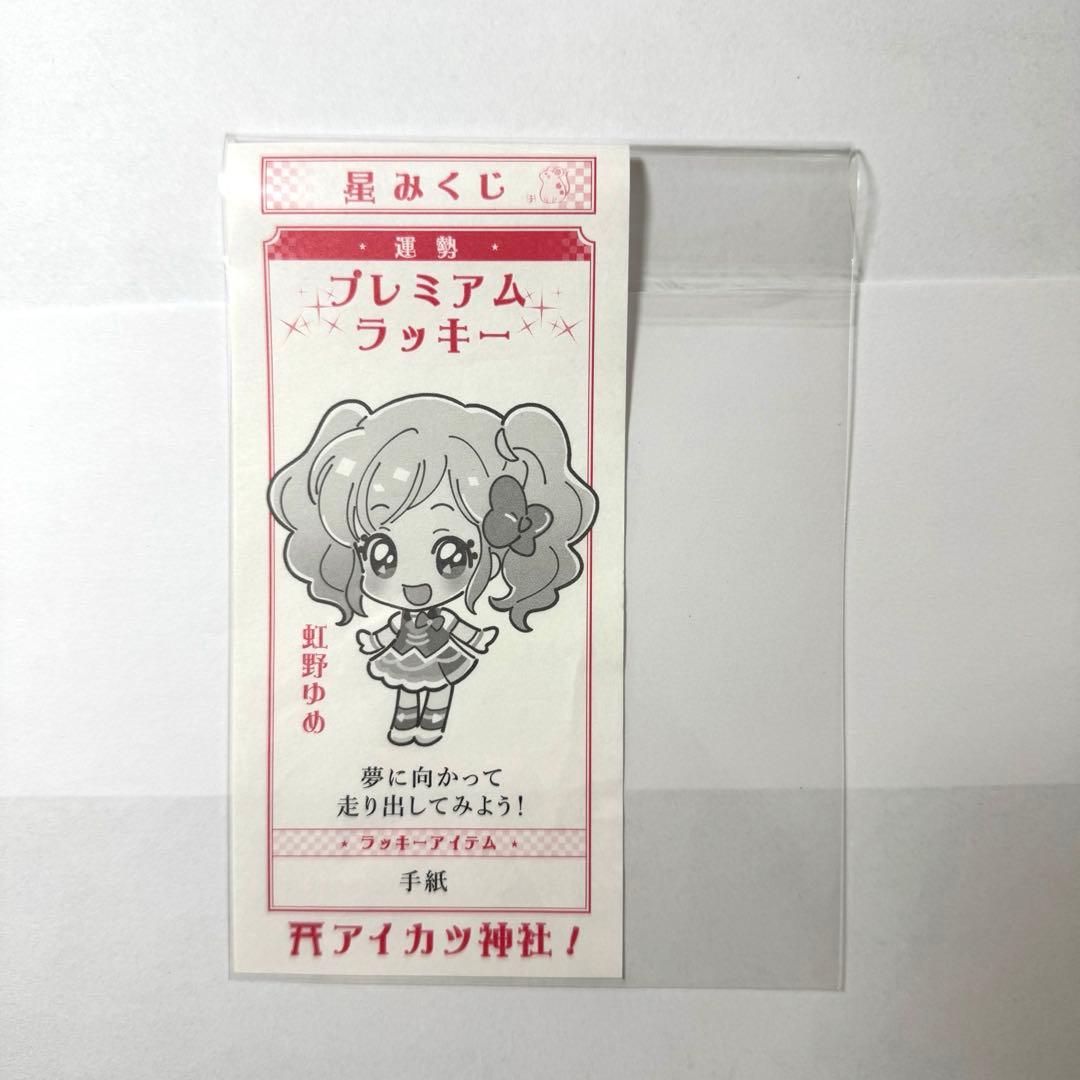 星みくじ
運勢
プレミアム
ラッキー
虹野ゆめ
夢に向かって
走り出してみよう!
ラッキーアイテム
手紙
アイカツ神社!